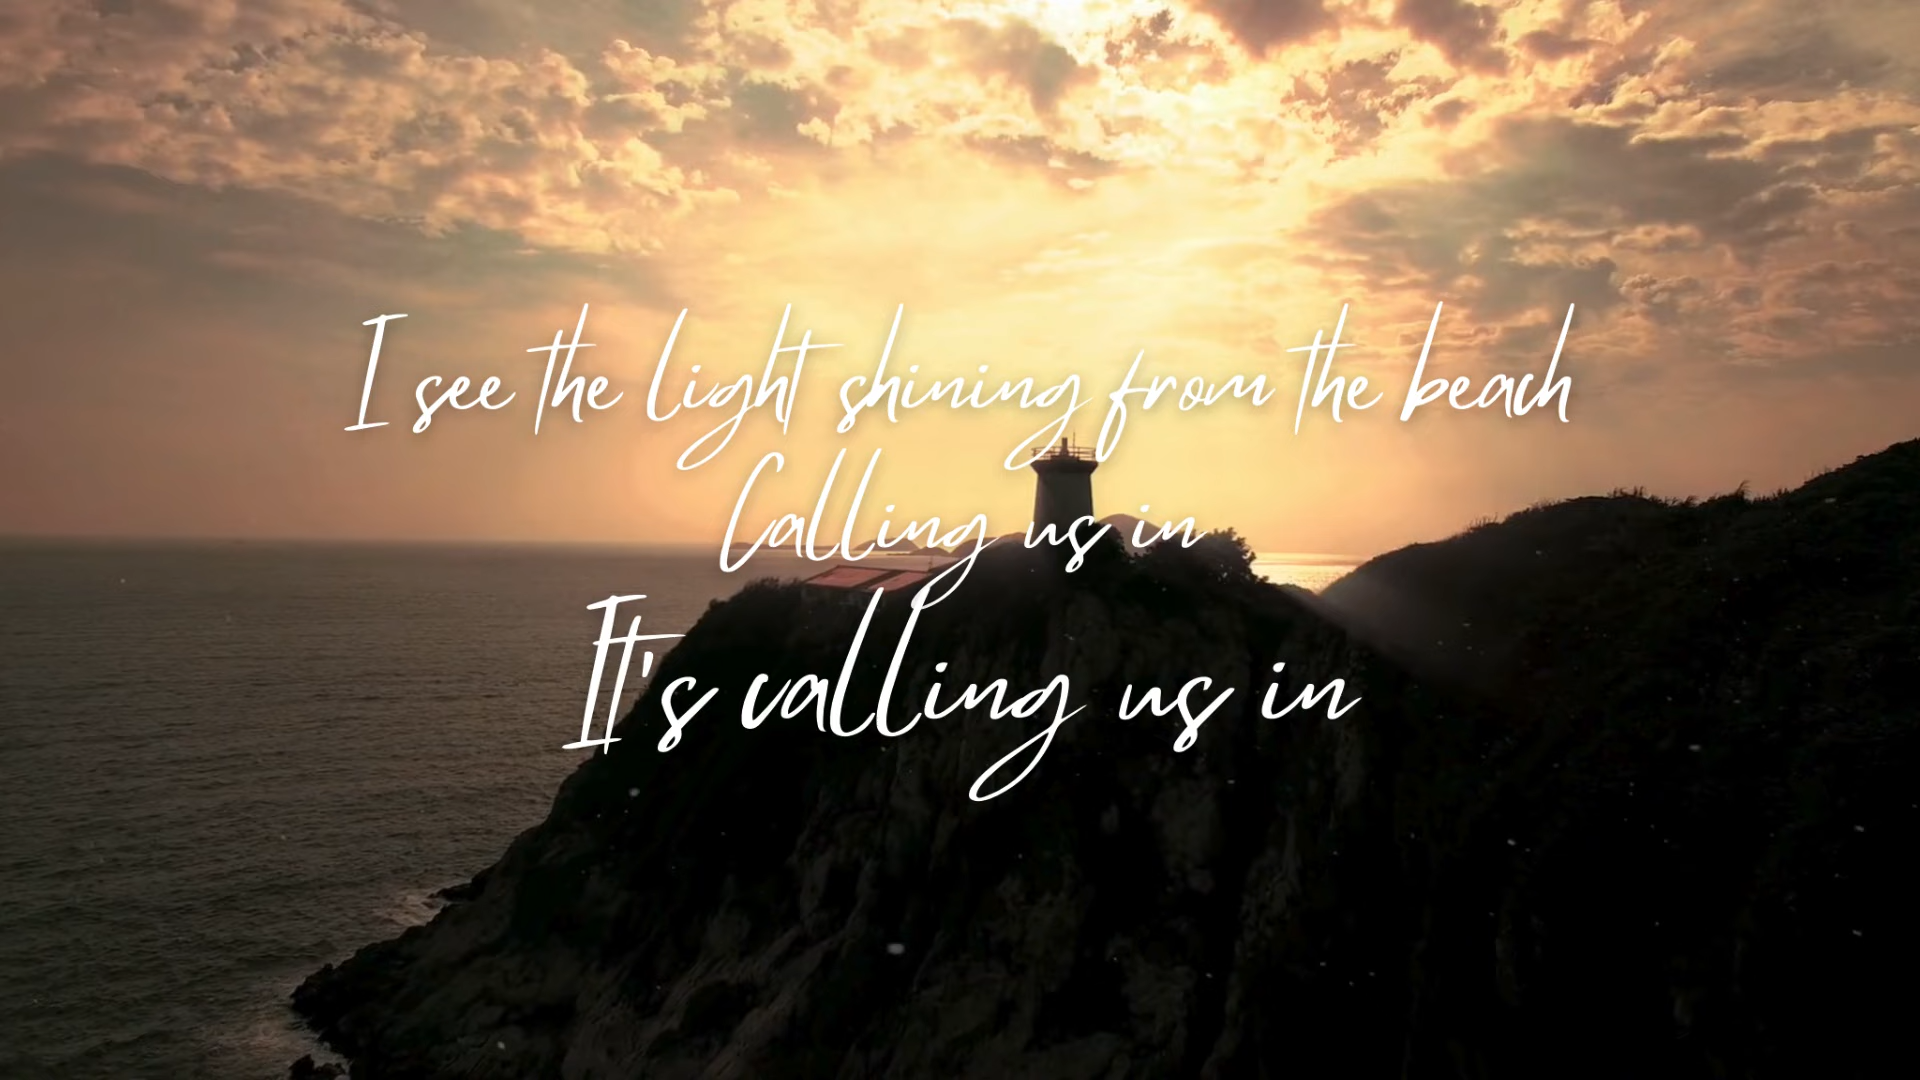 I see the light shining from the beach
Calling us in
It's calling us in